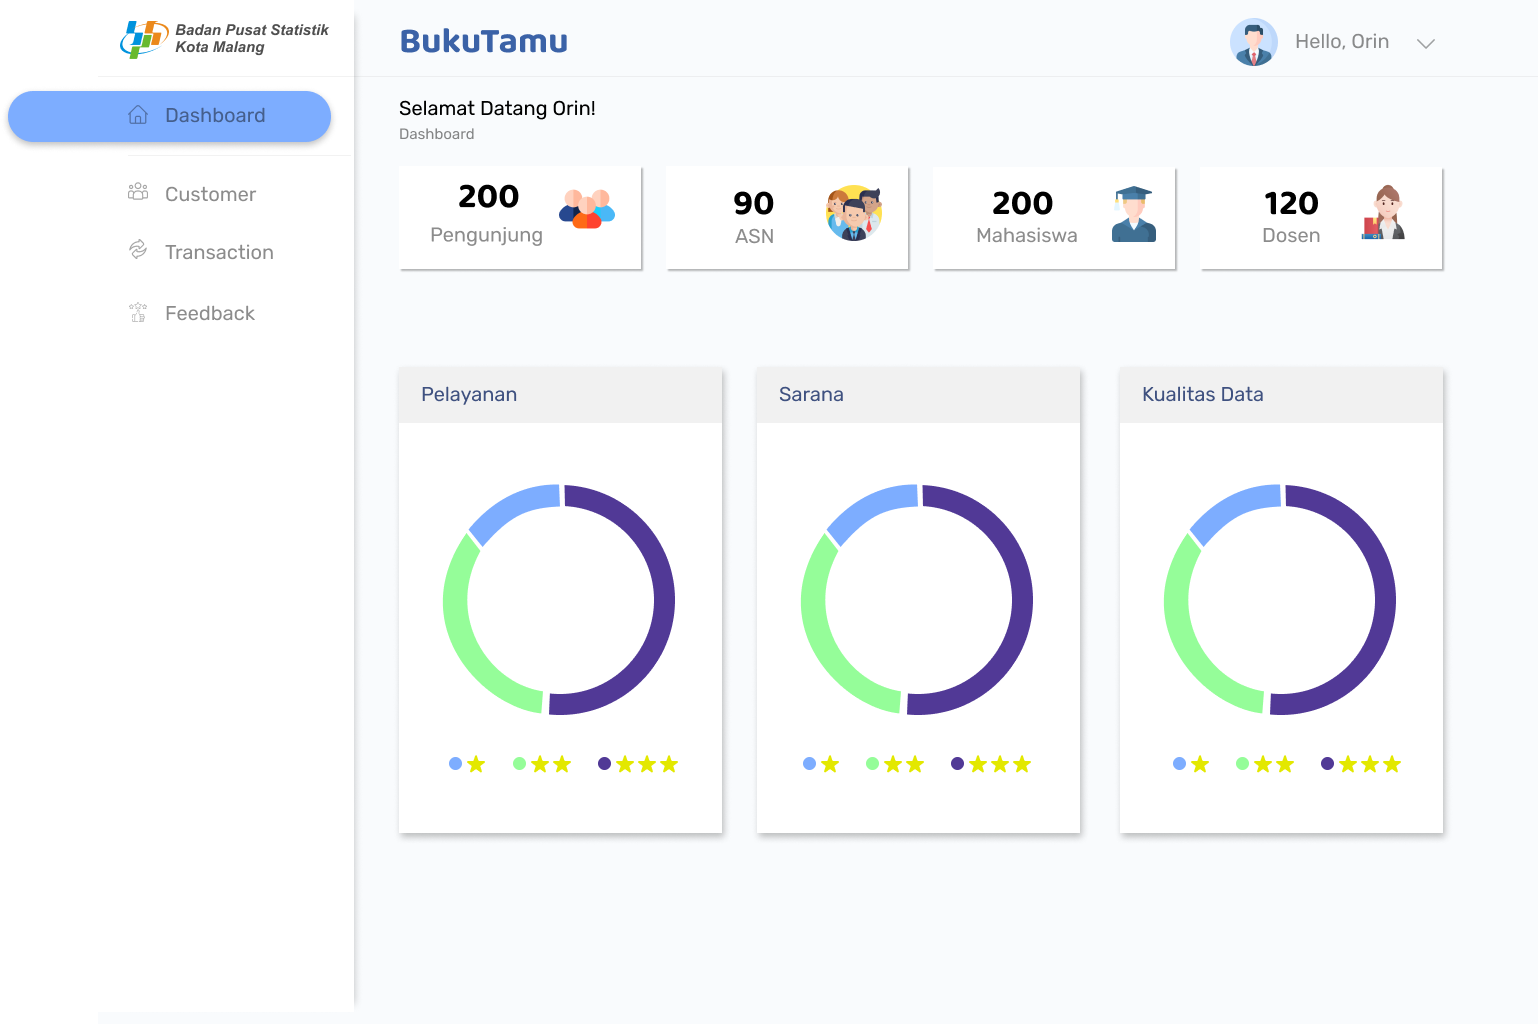 Badan Pusat Statistik
Kota Malang
BukuTamu
Hello, Orin
Dashboard
Customer
Transaction
Feedback
Selamat Datang Orin!
Dashboard
200
Pengunjung
90
ASN
200
Mahasiswa
120
Dosen
Pelayanan
Sarana
Kualitas Data